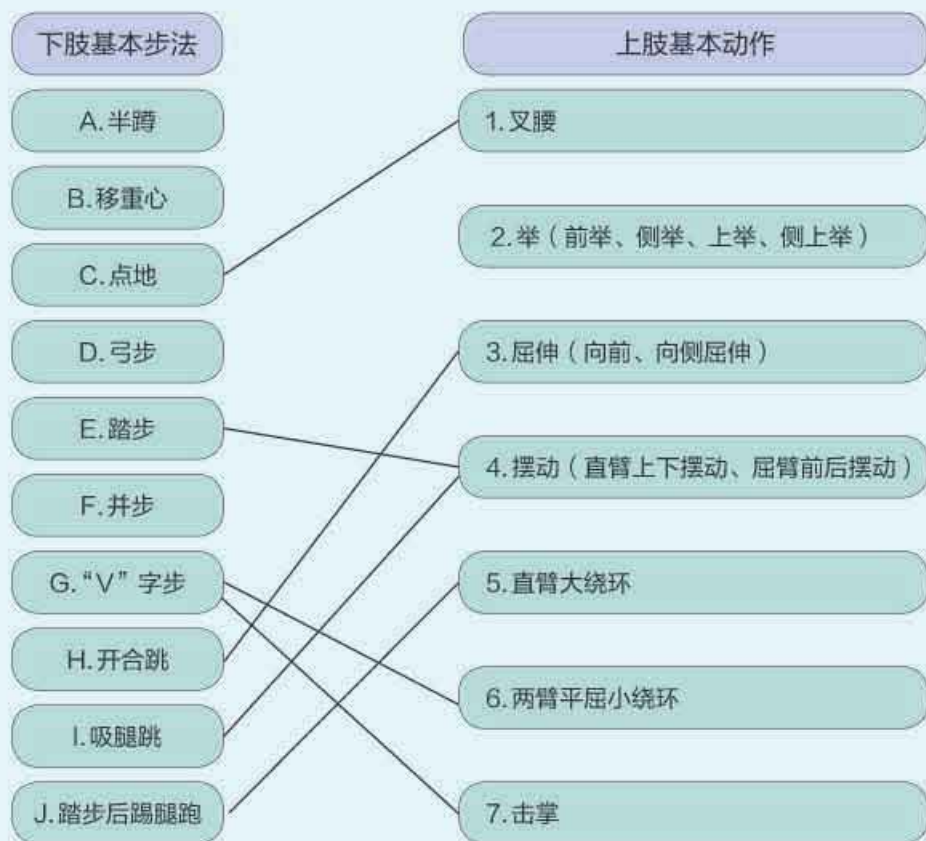 下肢基本步法
A.半蹲
B.移重心
C.点地
D.弓步
E.踏步
F.并步
G.“V”字步
H.开合跳
I.吸腿跳
J.踏步后踢腿跑
上肢基本动作
1.叉腰
2.举（前举、侧举、上举、侧上举）
3.屈伸（向前、向侧屈伸）
4.摆动（直臂上下摆动、屈臂前后摆动）
5.直臂大绕环
6.两臂平屈小绕环
7.击掌